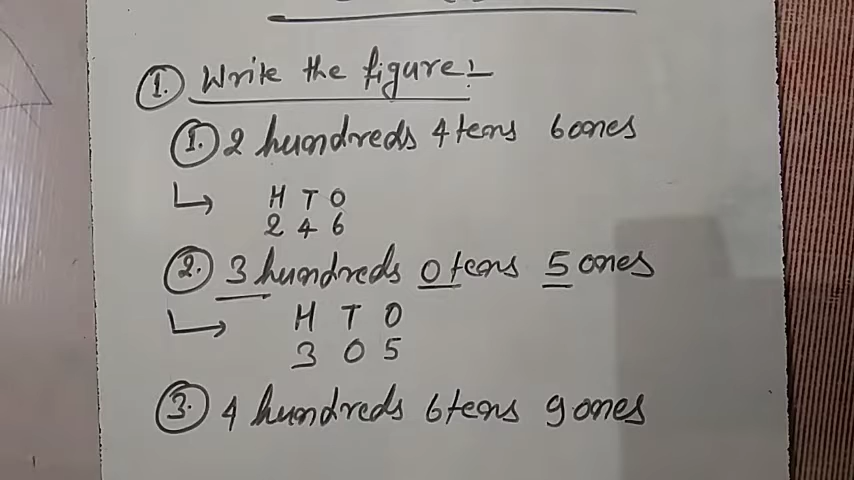 1. Write the figure:-
1. 2 hundreds 4 tens 6 ones
↳ H T O
2 4 6
2. 3 hundreds 0 tens 5 ones
↳ H T O
3 0 5
3. 4 hundreds 6 tens 9 ones